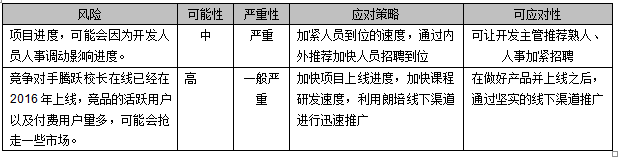 风险 可能性 严重性 应对策略 可应对性
项目进度，可能会因为开发人 中 严重 加紧人员到位的速度，通过内 可让开发主管推荐熟人、
员人事调动影响进度。 外推荐加快人员招聘到位 人事加紧招聘
竞争对手腾跃校长在线已经在 高 一般严 加快项目上线进度，加快课程 在做好产品并上线之后，
2016 年上线，竞品的活跃用户 重 研发速度，利用朗培线下渠道 通过坚实的线下渠道推广
以及付费用户量多，可能会抢 进行迅速推广
走一些市场。